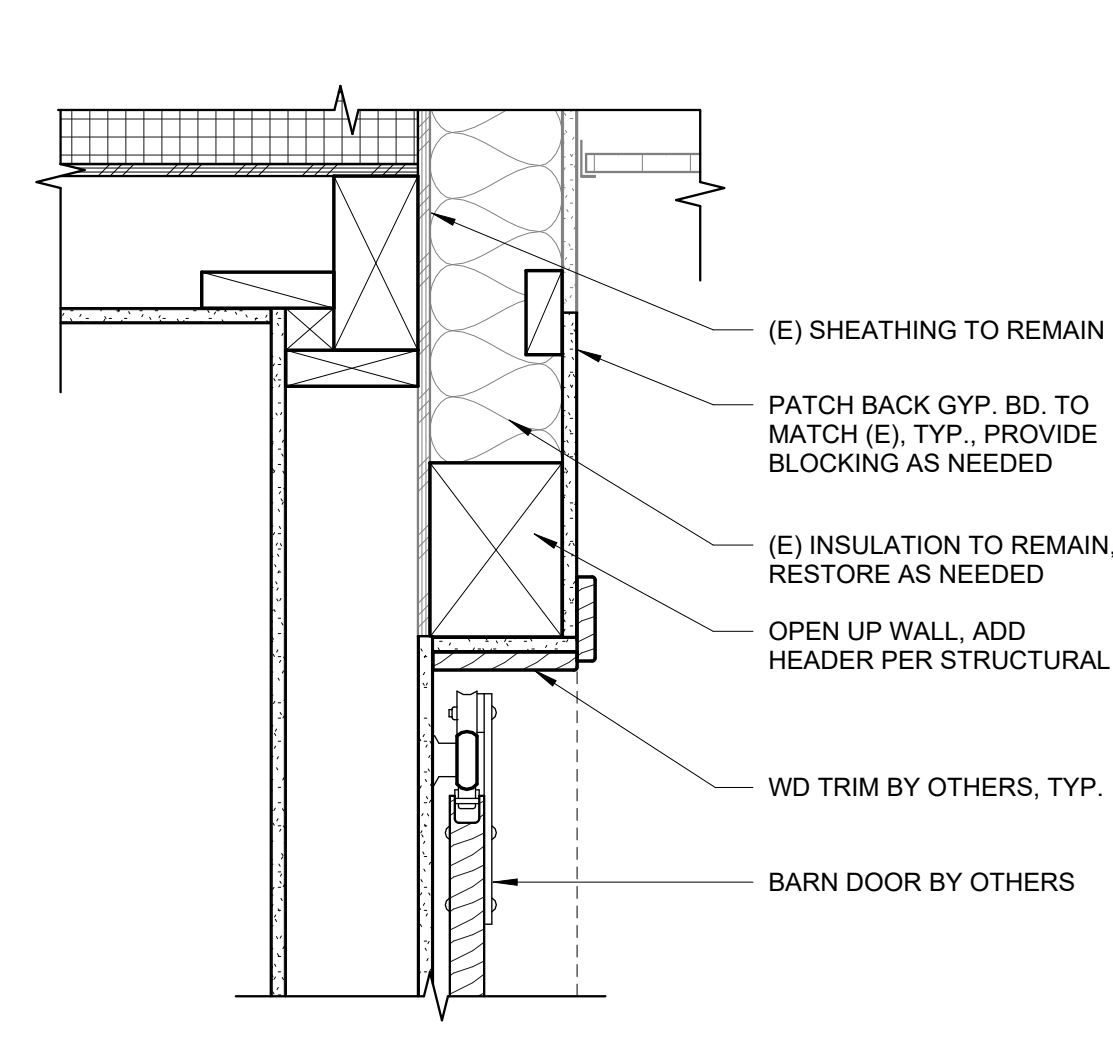 (E) SHEATHING TO REMAIN
PATCH BACK GYP. BD. TO
MATCH (E), TYP., PROVIDE
BLOCKING AS NEEDED
(E) INSULATION TO REMAIN,
RESTORE AS NEEDED
OPEN UP WALL, ADD
HEADER PER STRUCTURAL
WD TRIM BY OTHERS, TYP.
BARN DOOR BY OTHERS